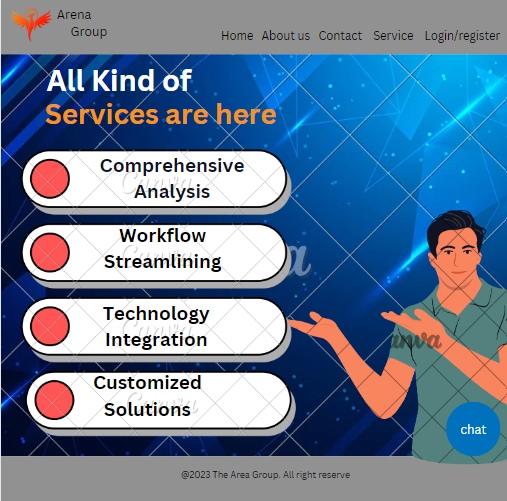 Arena
Group
Home About us Contact Service Login/register
All Kind of
Services are here
Comprehensive
Analysis
Workflow
Streamlining
Technology
Integration
Customized
Solutions
chat
@2023 The Area Group. All right reserve